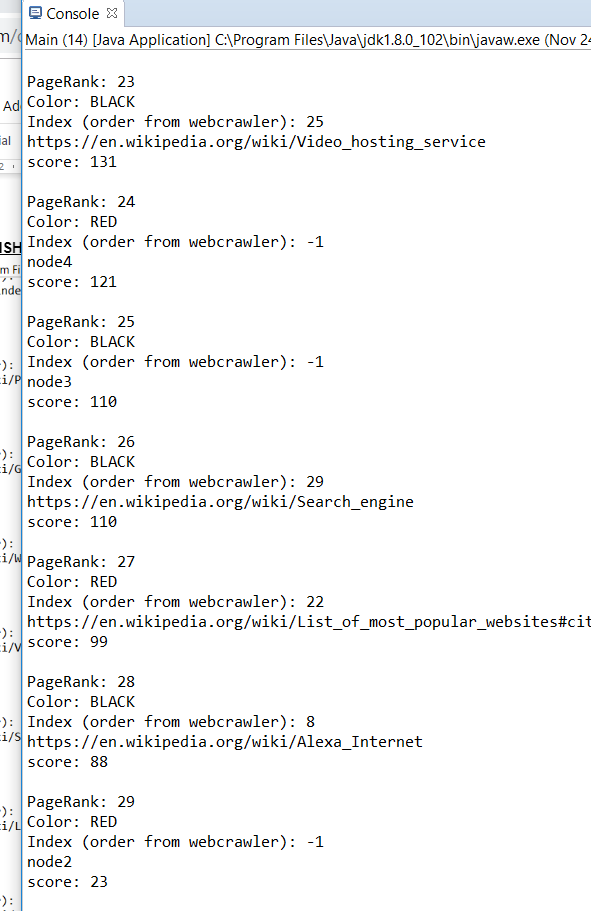 Console
Main (14) [Java Application] C:\Program Files\Java\jdk1.8.0_102\bin\javaw.exe (Nov 24
PageRank: 23
Color: BLACK
Index (order from webcrawler): 25
https://en.wikipedia.org/wiki/Video_hosting_service
score: 131
PageRank: 24
Color: RED
Index (order from webcrawler): -1
node4
score: 121
PageRank: 25
Color: BLACK
Index (order from webcrawler): -1
node3
score: 110
PageRank: 26
Color: BLACK
Index (order from webcrawler): 29
https://en.wikipedia.org/wiki/Search_engine
score: 110
PageRank: 27
Color: RED
Index (order from webcrawler): 22
https://en.wikipedia.org/wiki/List_of_most_popular_websites#cit
score: 99
PageRank: 28
Color: BLACK
Index (order from webcrawler): 8
https://en.wikipedia.org/wiki/Alexa_Internet
score: 88
PageRank: 29
Color: RED
Index (order from webcrawler): -1
node2
score: 23